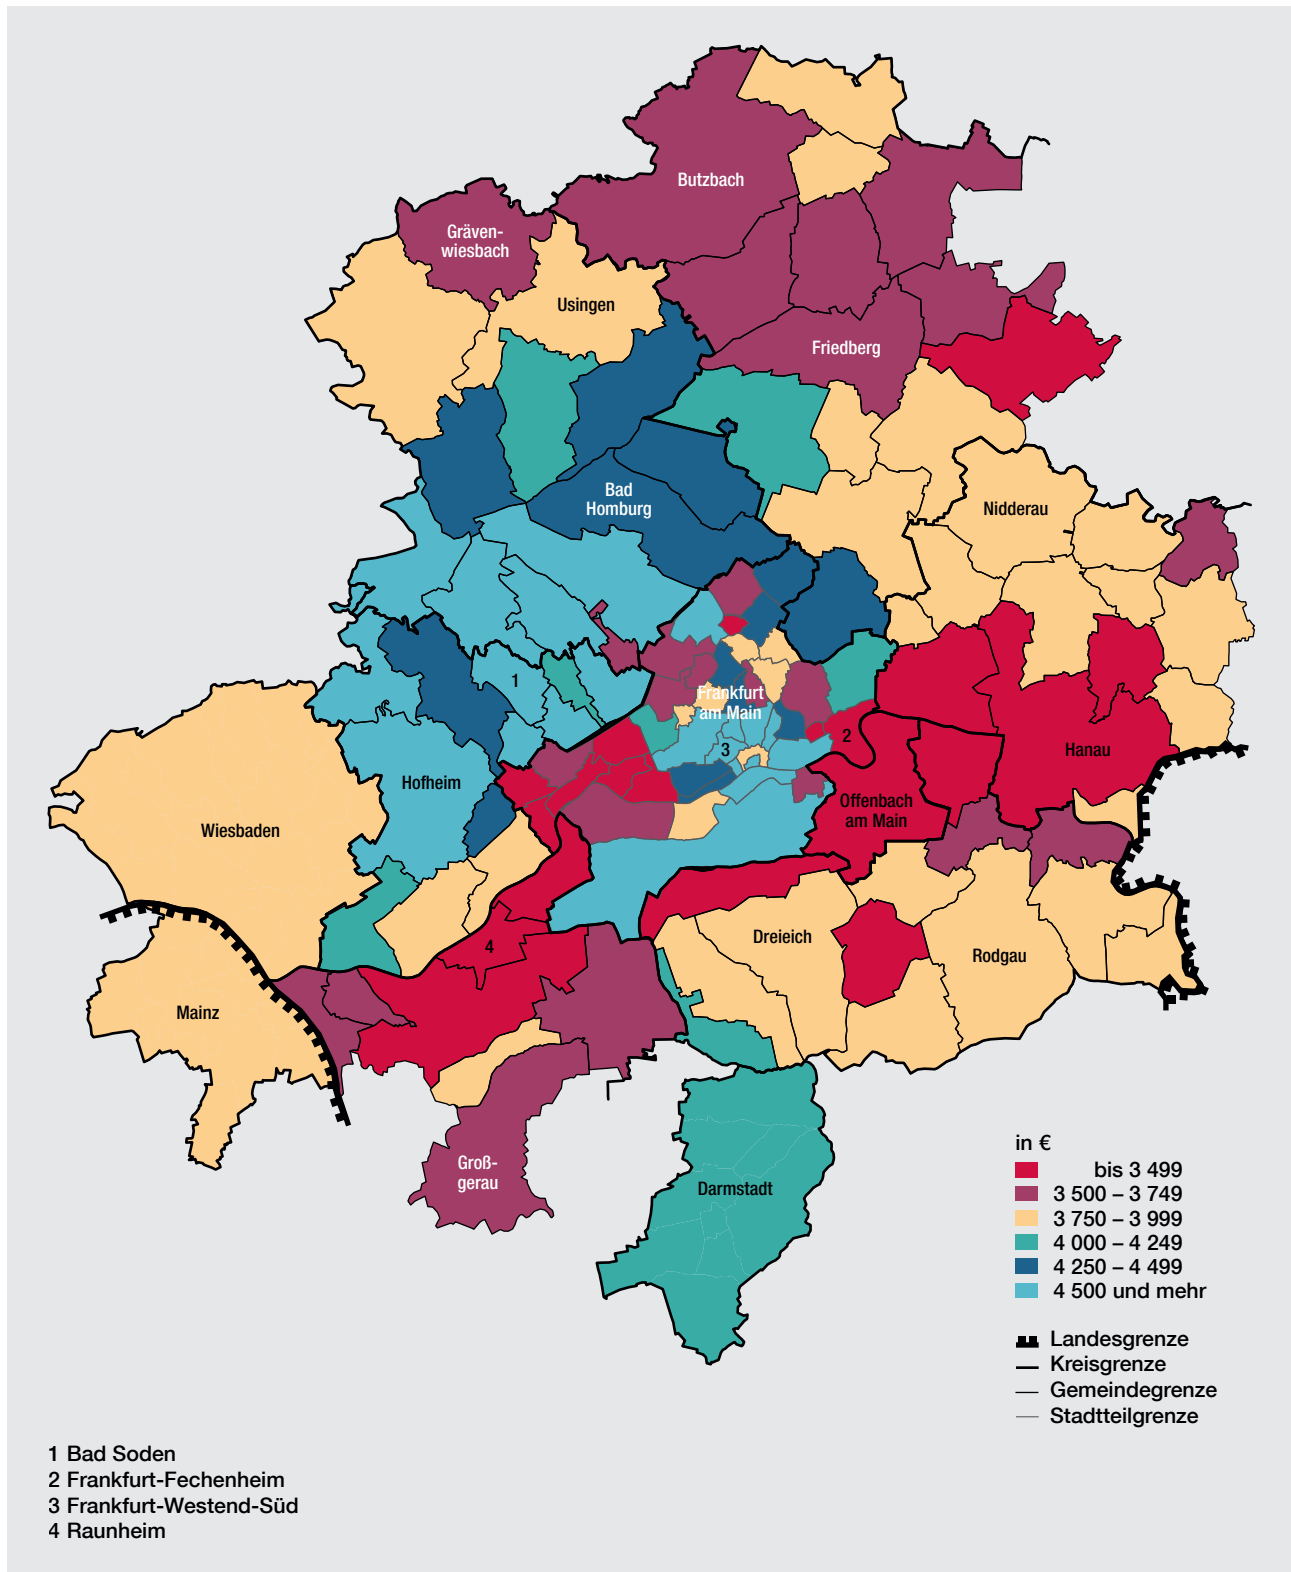 Butzbach
Gräven-
wiesbach
Usingen
Friedberg
Bad
Homburg
Nidderau
1
Frankfurt
am Main
2
3
Hanau
Hofheim
Offenbach
am Main
Wiesbaden
4
Dreieich
Rodgau
Mainz
Groß-
gerau
Darmstadt
in €
bis 3 499
3 500 – 3 749
3 750 – 3 999
4 000 – 4 249
4 250 – 4 499
4 500 und mehr
Landesgrenze
Kreisgrenze
Gemeindegrenze
Stadtteilgrenze
1 Bad Soden
2 Frankfurt-Fechenheim
3 Frankfurt-Westend-Süd
4 Raunheim